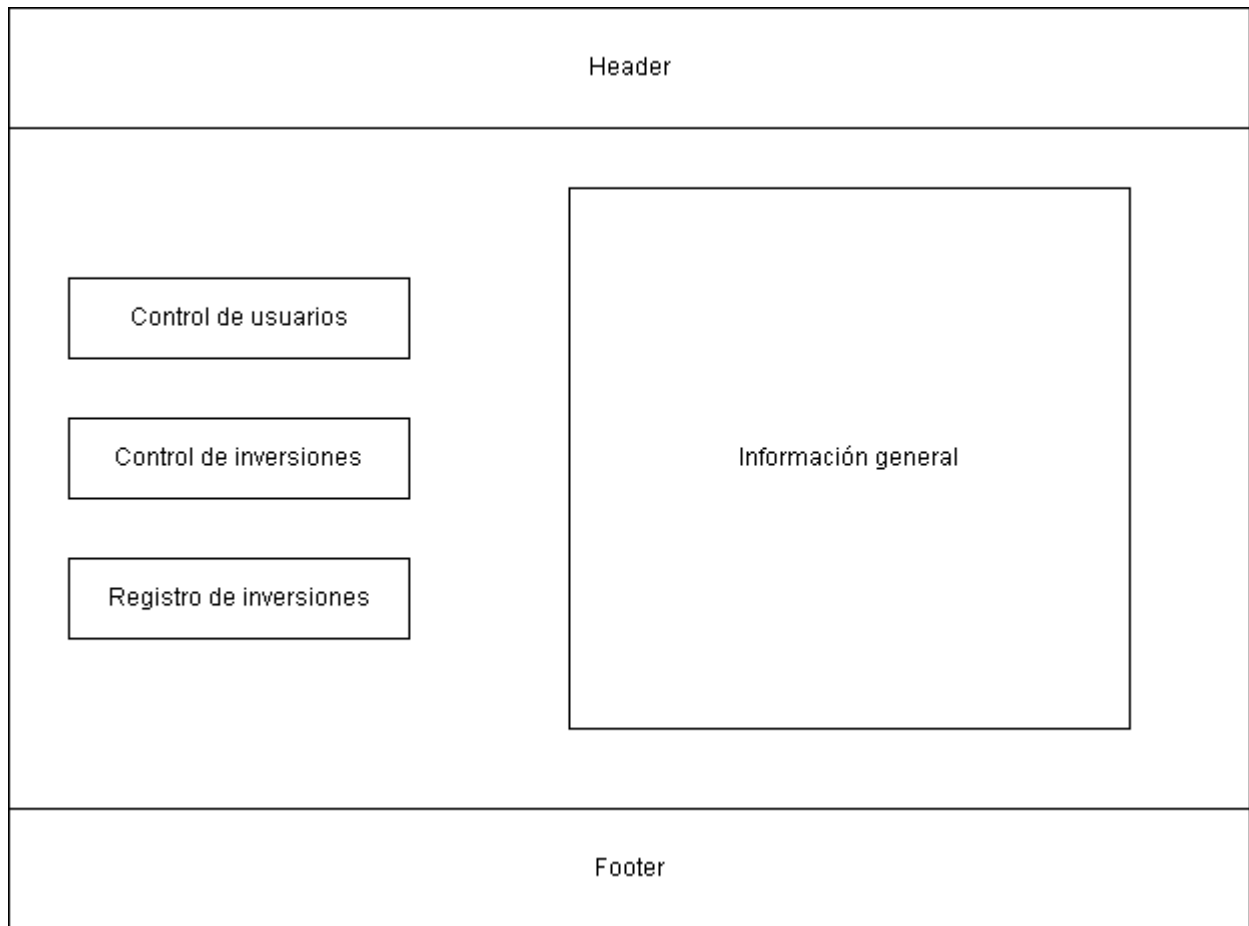 Header
Control de usuarios
Control de inversiones
Registro de inversiones
Información general
Footer